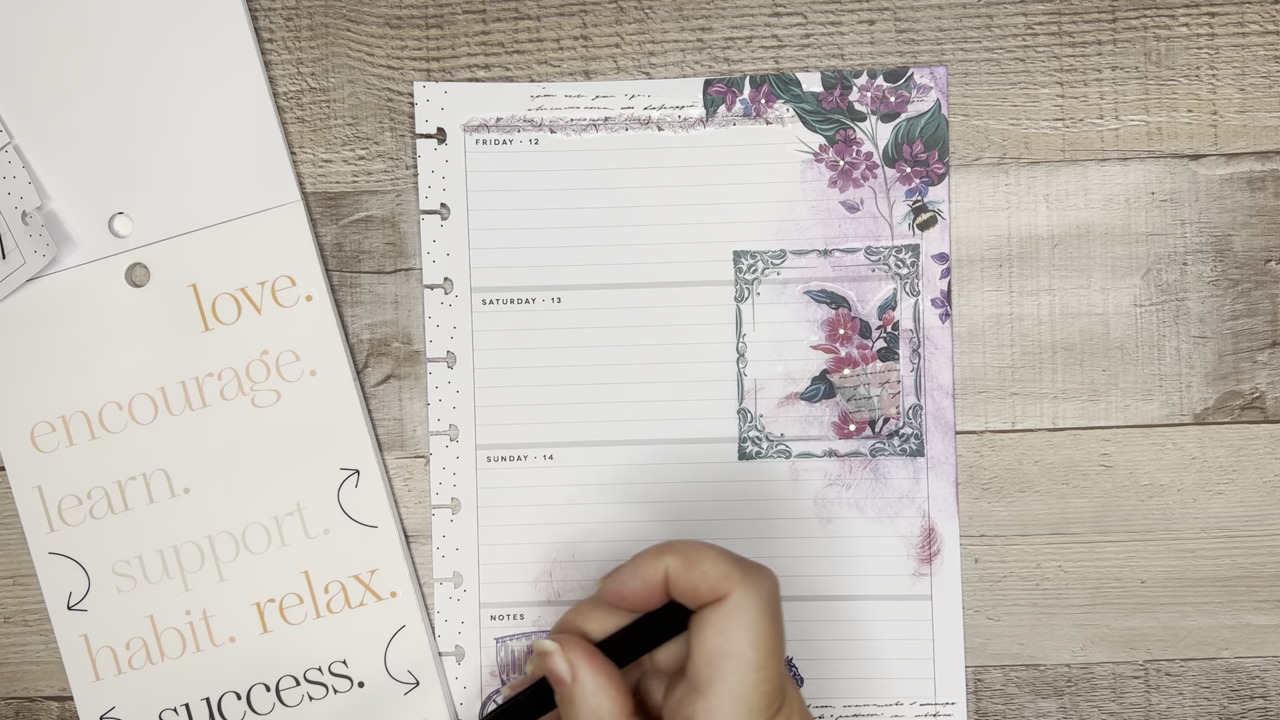 love.
encourage.
learn.
support.
habit. relax.
success.
FRIDAY • 12
SATURDAY • 13
SUNDAY • 14
NOTES